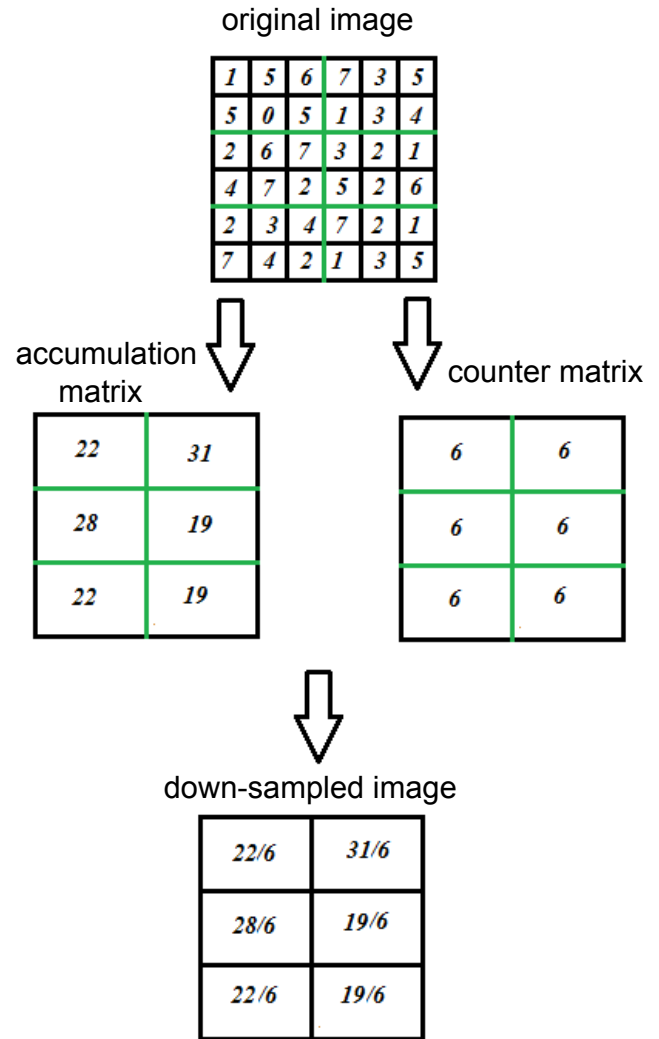 original image
1 5 6 7 3 5
5 0 5 1 3 4
2 6 7 3 2 1
4 7 2 5 2 6
2 3 4 7 2 1
7 4 2 1 3 5
accumulation
matrix
22 31
28 19
22 19
counter matrix
6 6
6 6
6 6
down-sampled image
22/6 31/6
28/6 19/6
22/6 19/6